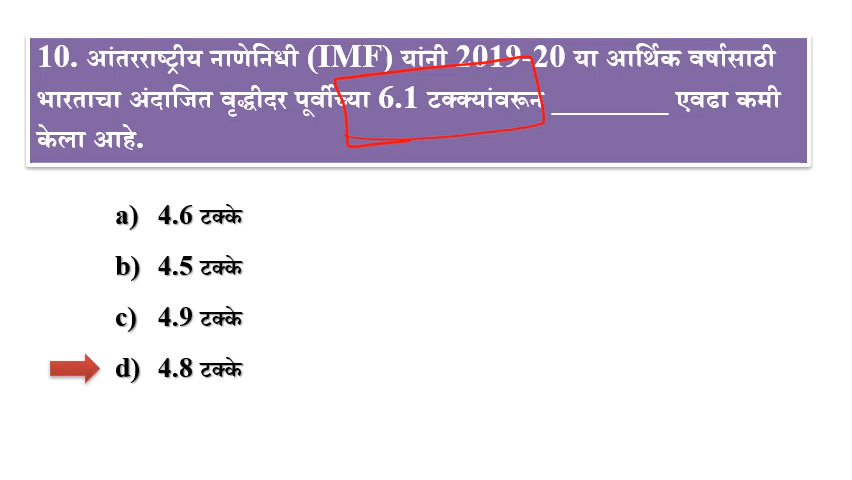 10. आंतरराष्ट्रीय नाणेनिधी (IMF) यांनी 2019-20 या आर्थिक वर्षासाठी
भारताचा अंदाजित वृद्धीदर पूर्वीच्या 6.1 टक्क्यांवरून _________ एवढा कमी
केला आहे.
a) 4.6 टक्के
b) 4.5 टक्के
c) 4.9 टक्के
d) 4.8 टक्के